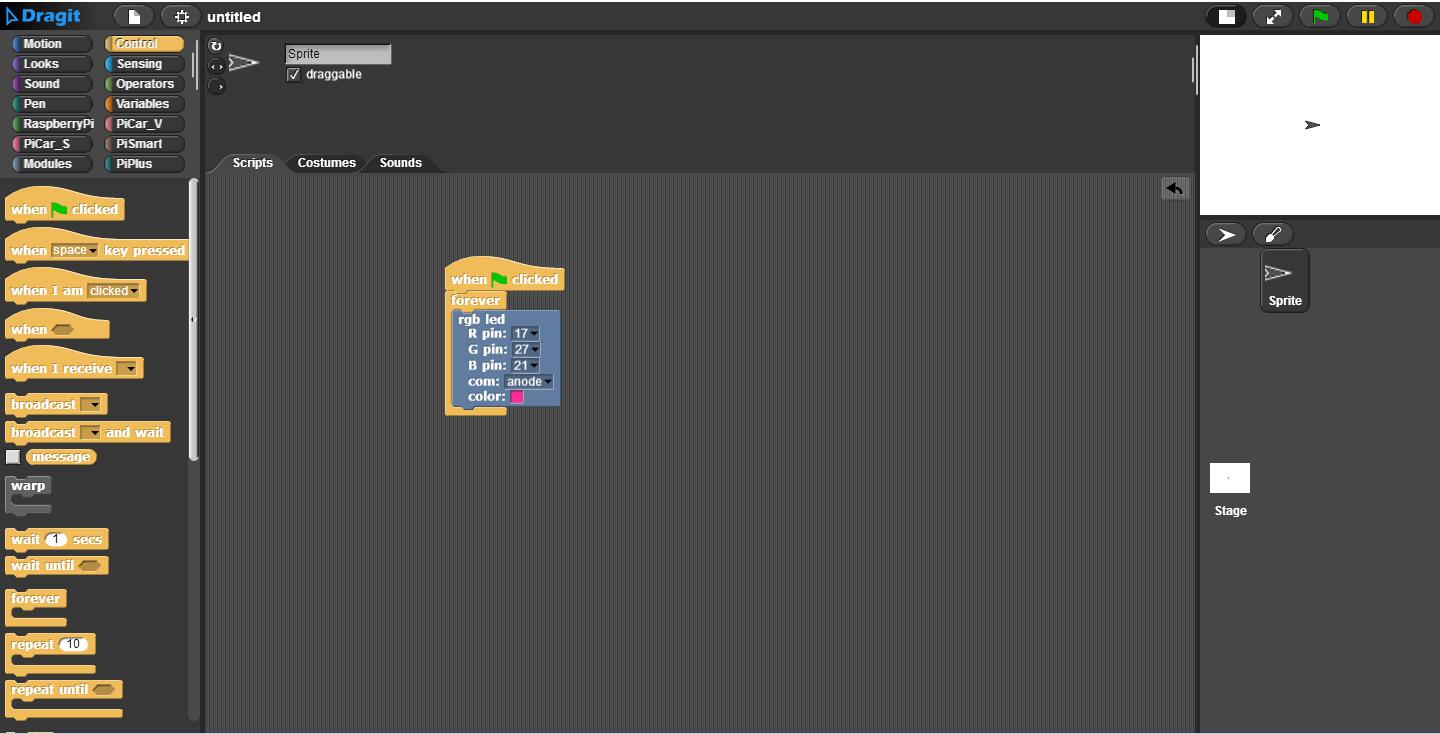 Dragit
untitled
Motion
Control
Looks
Sensing
Sound
Operators
Pen
Variables
RaspberryPi
PiCar_V
PiCar_S
PiSmart
Modules
PiPlus
Sprite
draggable
Scripts
Costumes
Sounds
when clicked
when space key pressed
when I am clicked
when
when I receive
broadcast
broadcast and wait
message
warp
wait 1 secs
wait until
forever
repeat 10
repeat until
when clicked
forever
rgb led
R pin: 17
G pin: 27
B pin: 21
com: anode
color:
Sprite
Stage